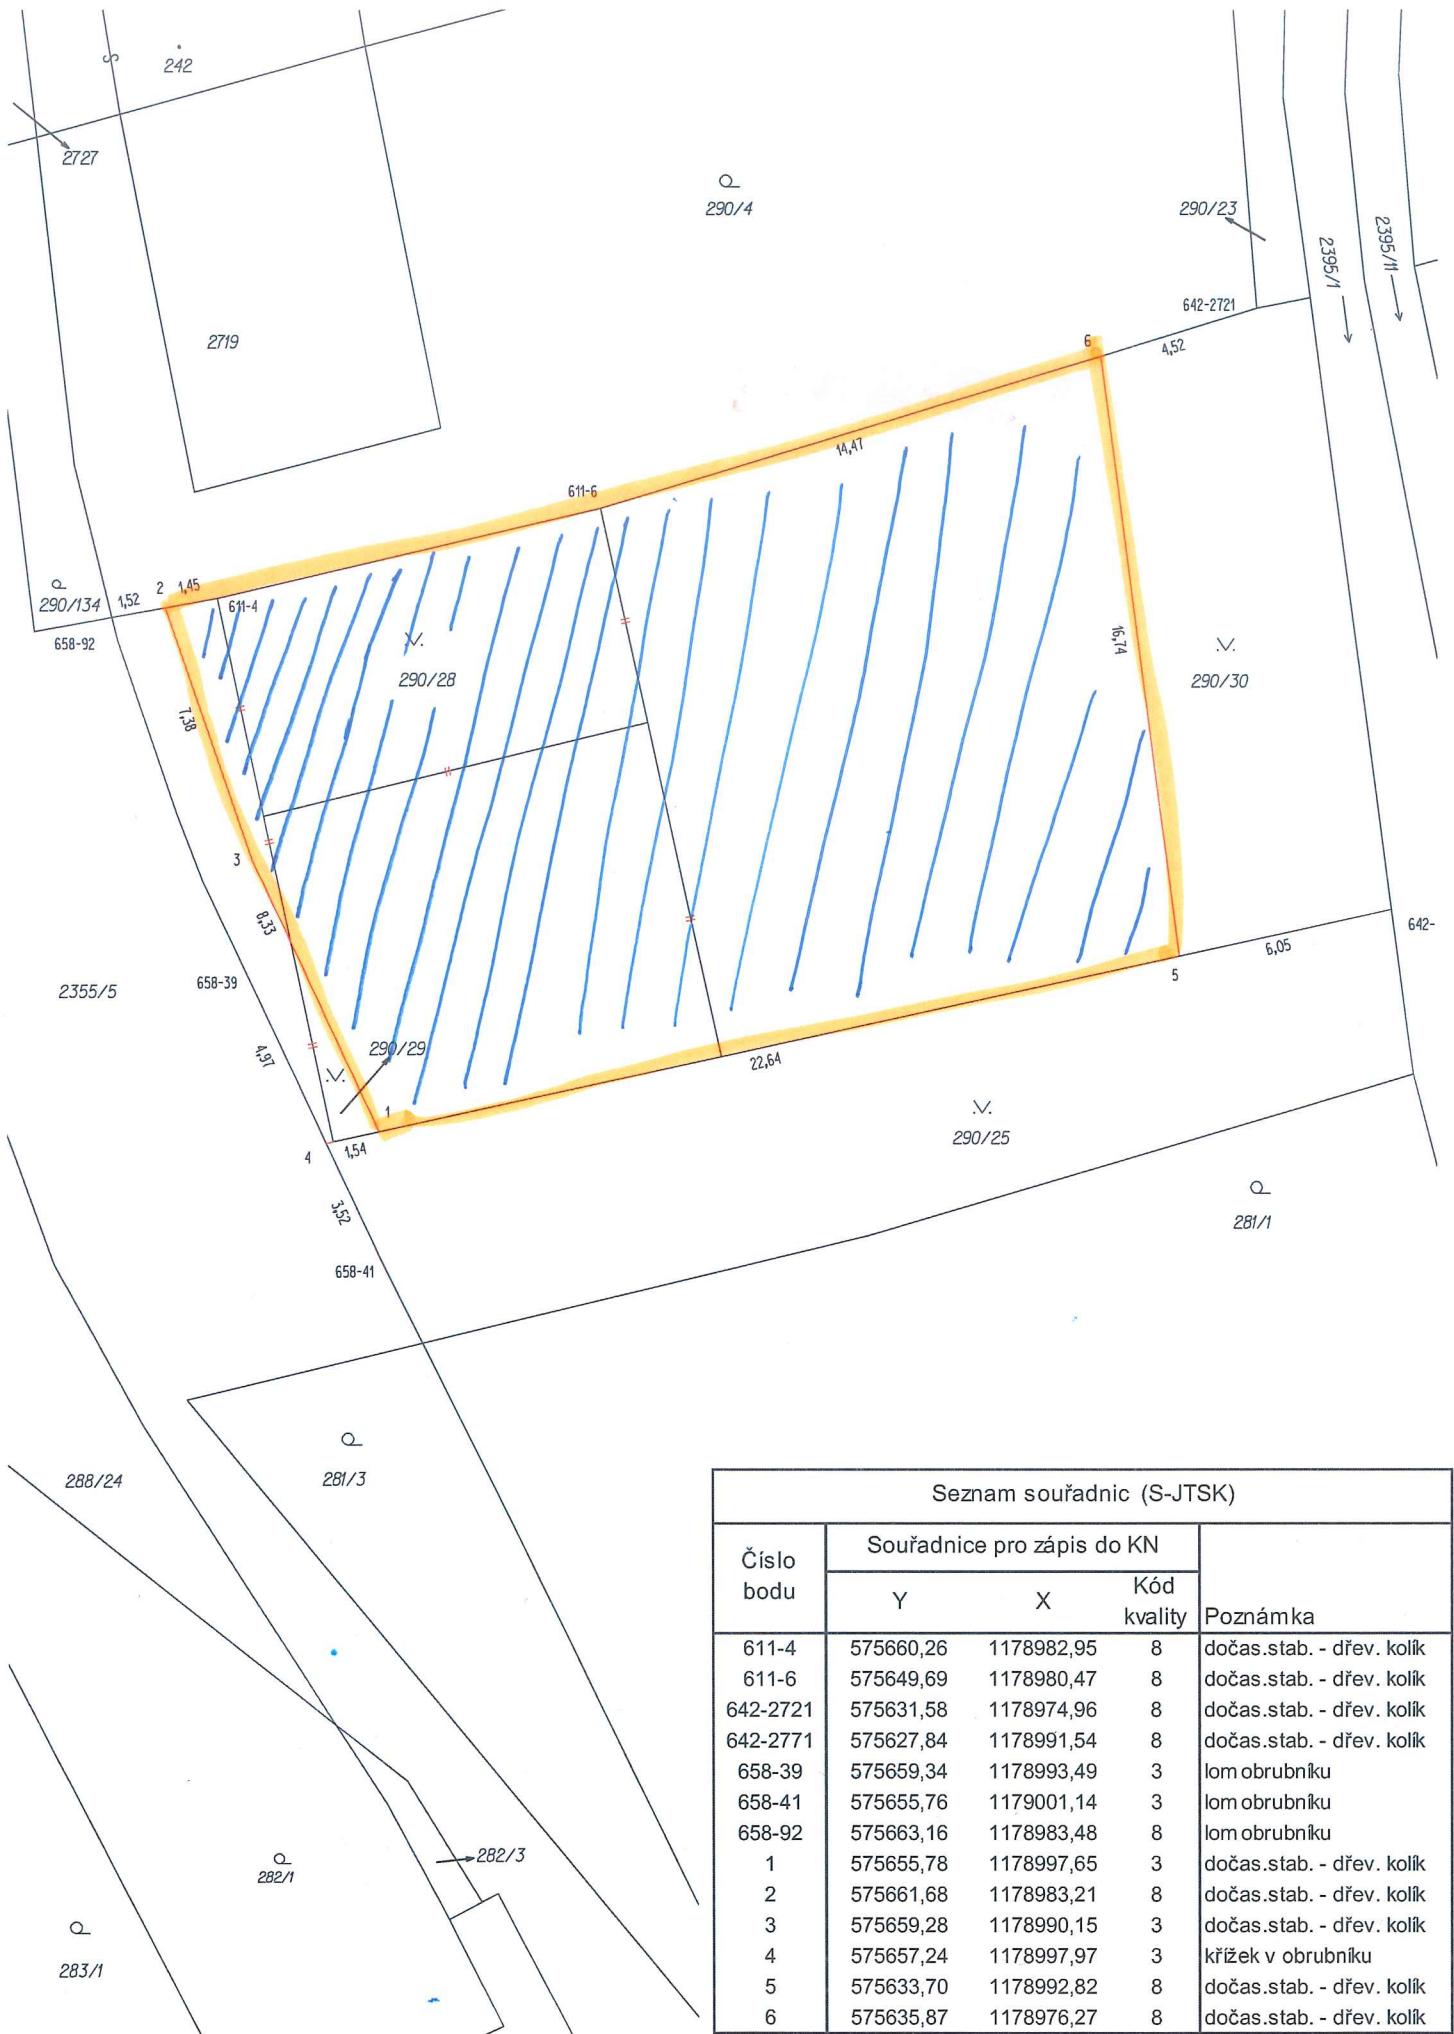 242
2727
290/4
290/23
2395/1
2395/11
642-2721
2719
6
4,52
14,47
611-6
290/134
1,52
2
1,45
611-4
658-92
290/28
16,74
290/30
7,38
3
8,33
642-
6,05
5
2355/5
658-39
4,97
290/29
22,64
1
4
1,54
290/25
3,52
281/1
658-41
288/24
281/3
282/1
282/3
283/1
Seznam souřadnic (S-JTSK)
Číslo bodu
Souřadnice pro zápis do KN
Y X Kód kvality Poznámka
611-4 575660,26 1178982,95 8 dočas.stab. - dřev. kolík
611-6 575649,69 1178980,47 8 dočas.stab. - dřev. kolík
642-2721 575631,58 1178974,96 8 dočas.stab. - dřev. kolík
642-2771 575627,84 1178991,54 8 dočas.stab. - dřev. kolík
658-39 575659,34 1178993,49 3 lom obrubníku
658-41 575655,76 1179001,14 3 lom obrubníku
658-92 575663,16 1178983,48 8 lom obrubníku
1 575655,78 1178997,65 3 dočas.stab. - dřev. kolík
2 575661,68 1178983,21 8 dočas.stab. - dřev. kolík
3 575659,28 1178990,15 3 dočas.stab. - dřev. kolík
4 575657,24 1178997,97 3 křížek v obrubníku
5 575633,70 1178992,82 8 dočas.stab. - dřev. kolík
6 575635,87 1178976,27 8 dočas.stab. - dřev. kolík